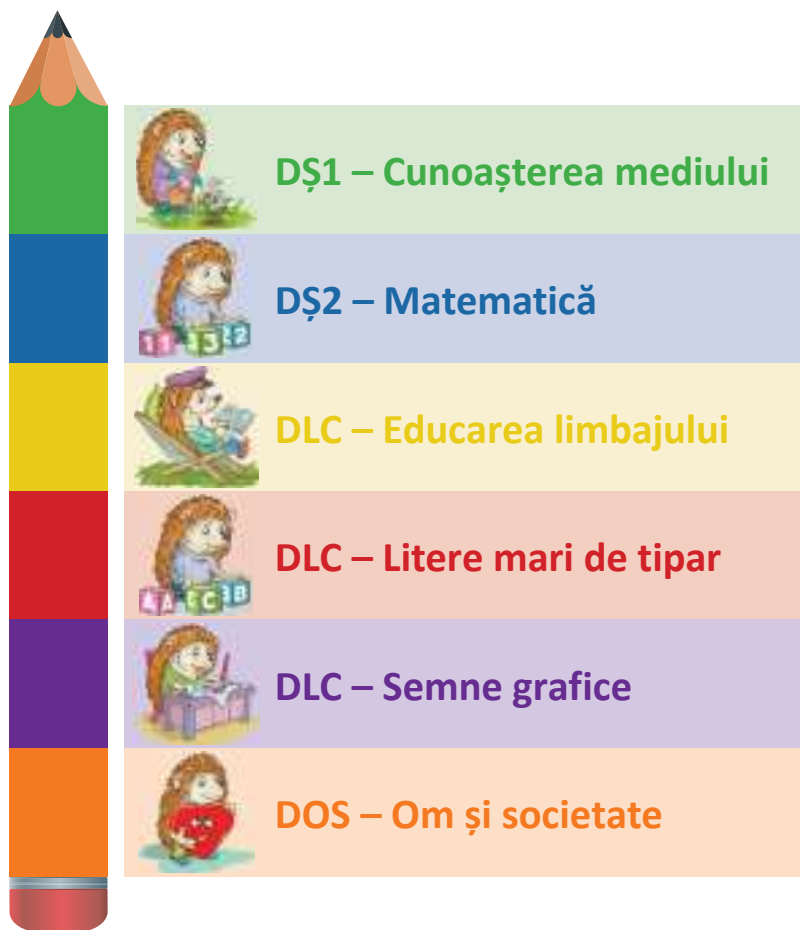 DȘ1 – Cunoașterea mediului
DȘ2 – Matematică
DLC – Educarea limbajului
DLC – Litere mari de tipar
DLC – Semne grafice
DOS – Om și societate